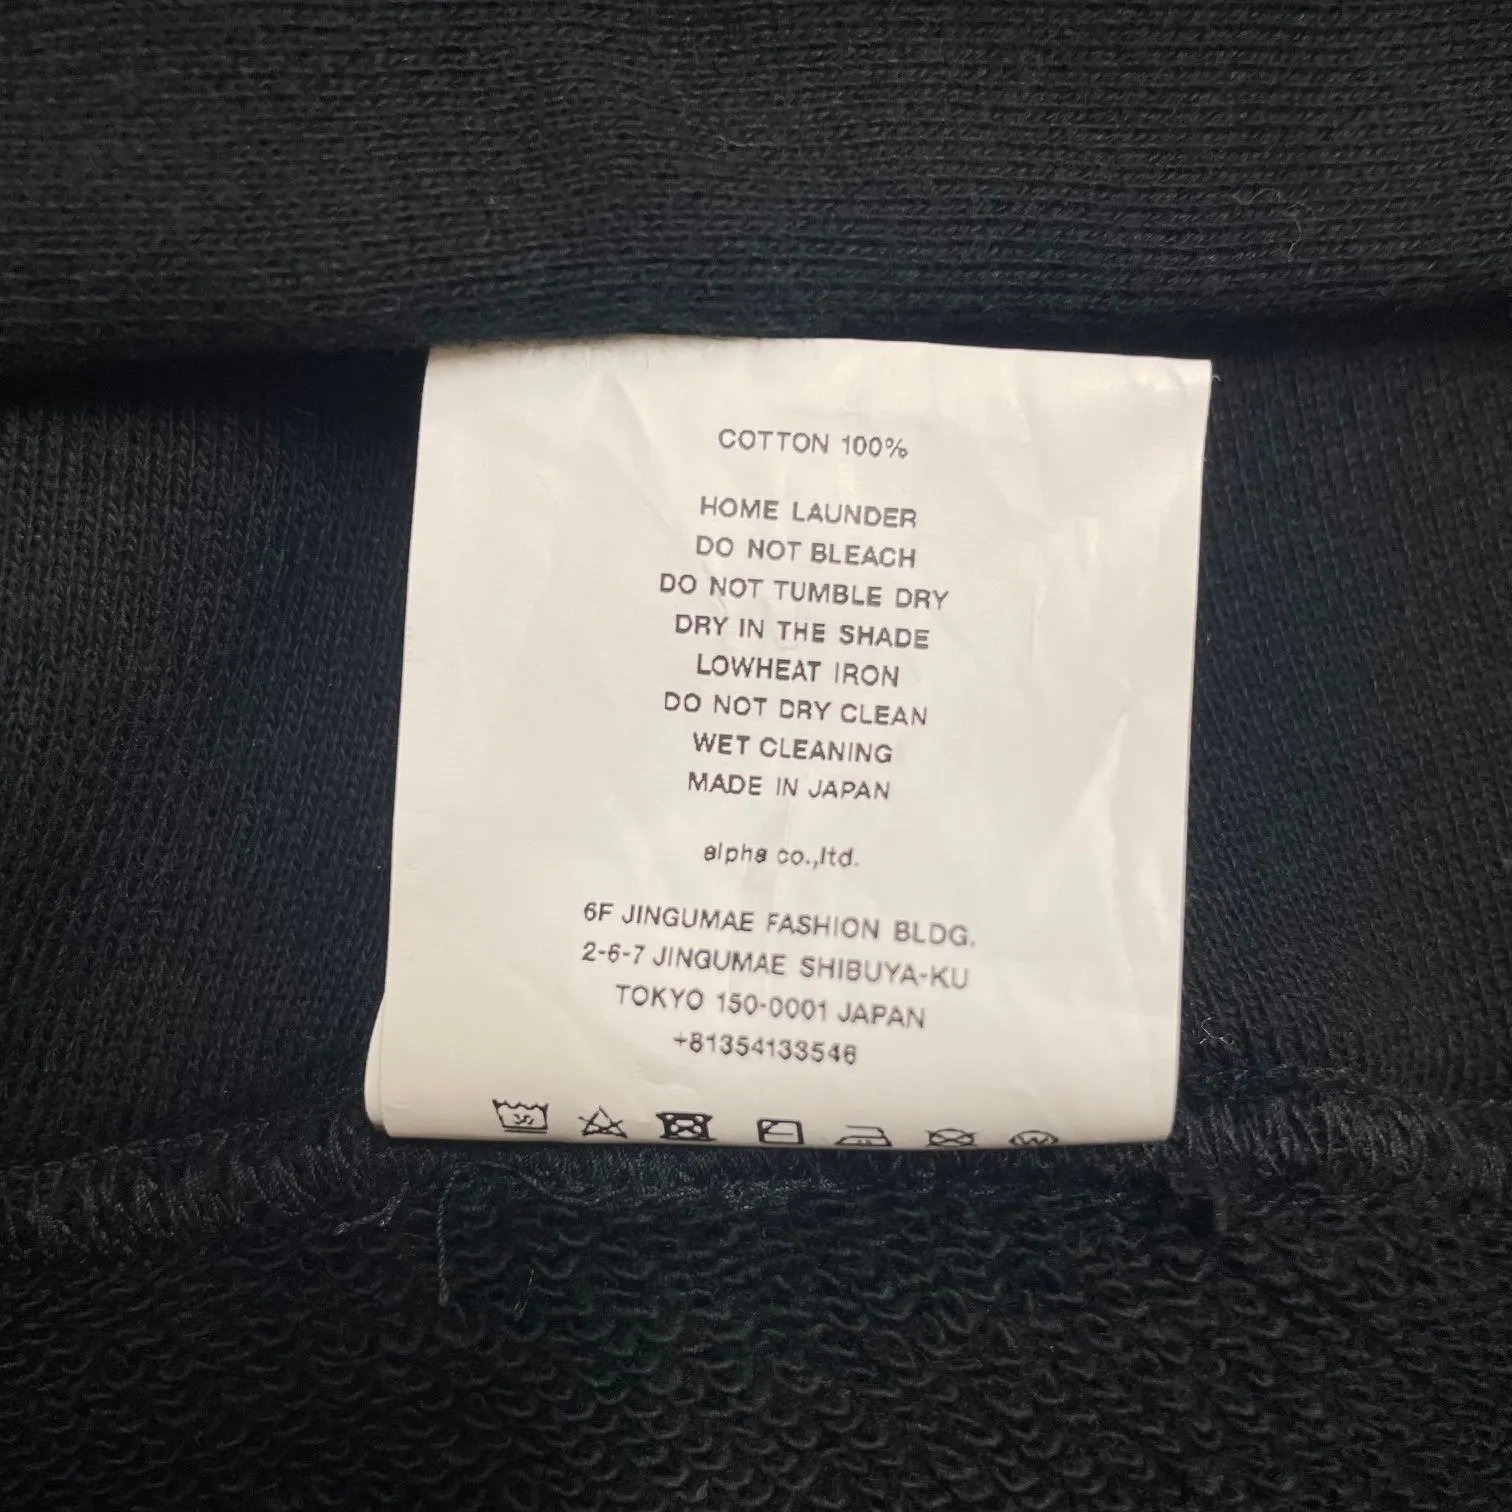 COTTON 100%
HOME LAUNDER
DO NOT BLEACH
DO NOT TUMBLE DRY
DRY IN THE SHADE
LOWHEAT IRON
DO NOT DRY CLEAN
WET CLEANING
MADE IN JAPAN
alpha co.,ltd.
6F JINGUMAE FASHION BLDG.
2-6-7 JINGUMAE SHIBUYA-KU
TOKYO 150-0001 JAPAN
+81354133546
30 W